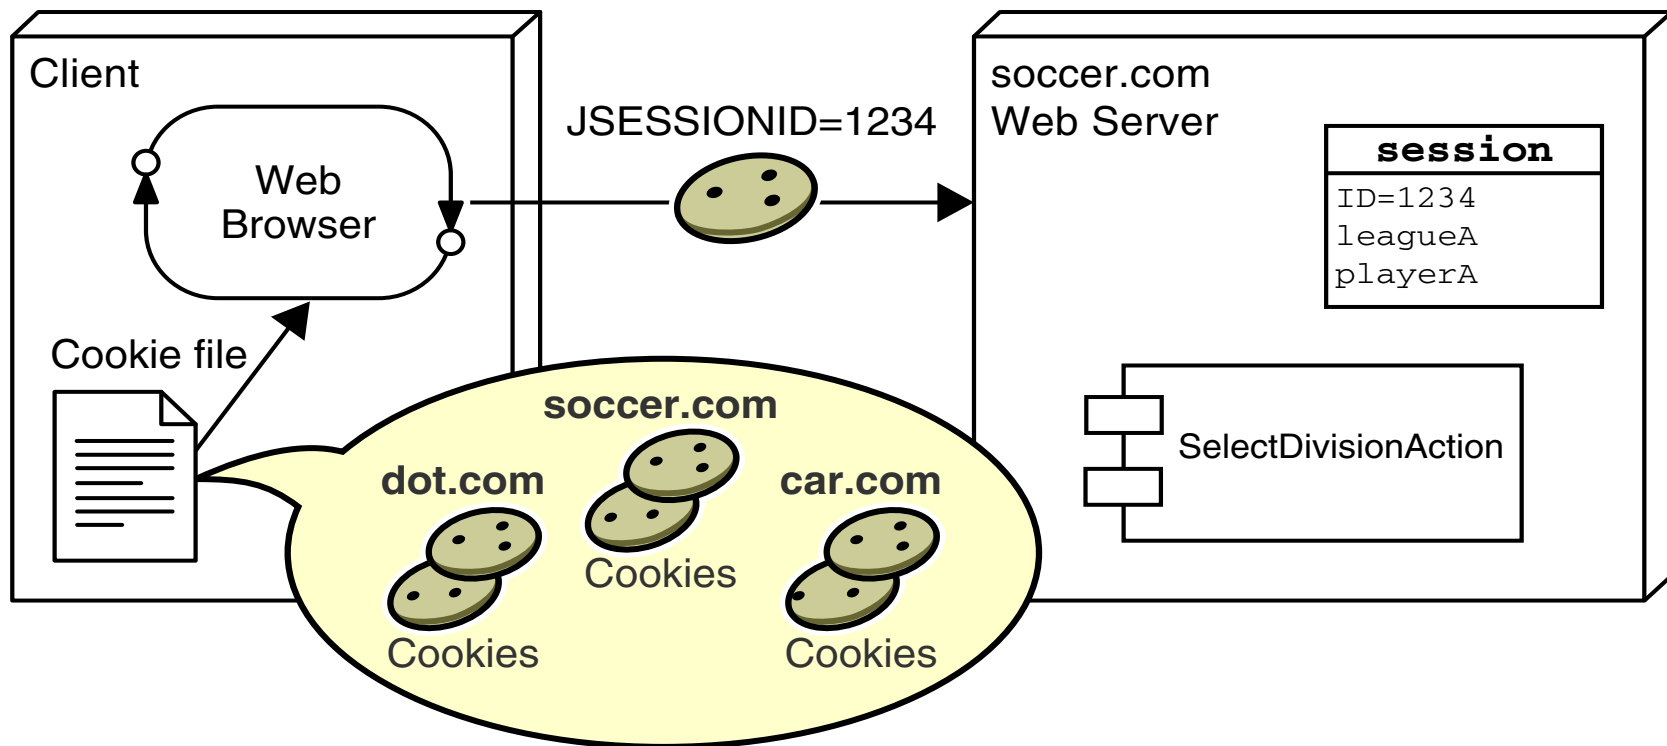 Client
Web
Browser
Cookie file
JSESSIONID=1234
soccer.com
Web Server
session
ID=1234
leagueA
playerA
SelectDivisionAction
soccer.com
Cookies
dot.com
Cookies
car.com
Cookies